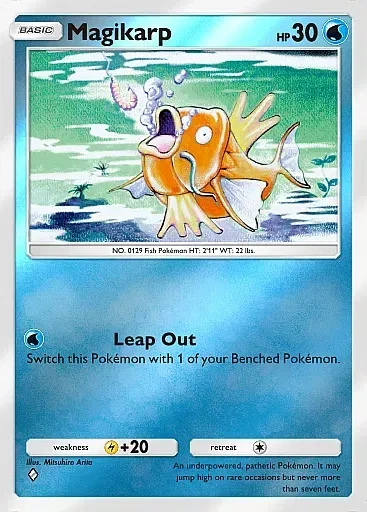 BASIC Magikarp HP 30
NO. 0129 Fish Pokémon HT: 2'11" WT: 22 lbs.
Leap Out
Switch this Pokémon with 1 of your Benched Pokémon.
weakness +20 retreat
Illus. Mitsuhiro Arita
An underpowered, pathetic Pokémon. It may
jump high on rare occasions but never more
than seven feet.